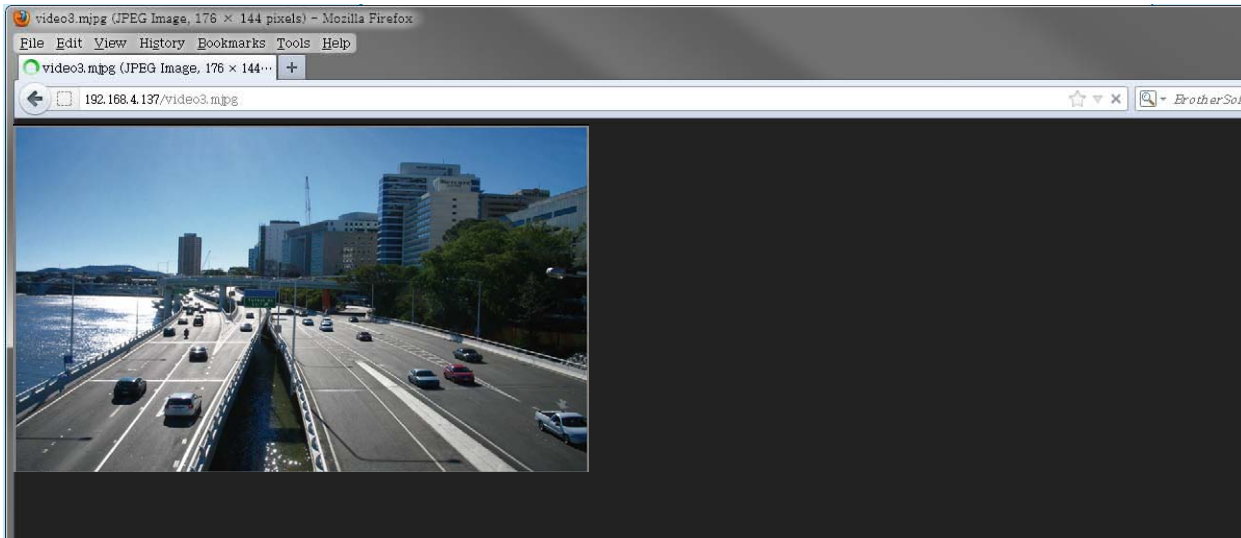 video3.mjpg (JPEG Image, 176 × 144 pixels) - Mozilla Firefox
File Edit View History Bookmarks Tools Help
video3.mjpg (JPEG Image, 176 × 144... +
192.168.4.137/video3.mjpg
BrotherSof